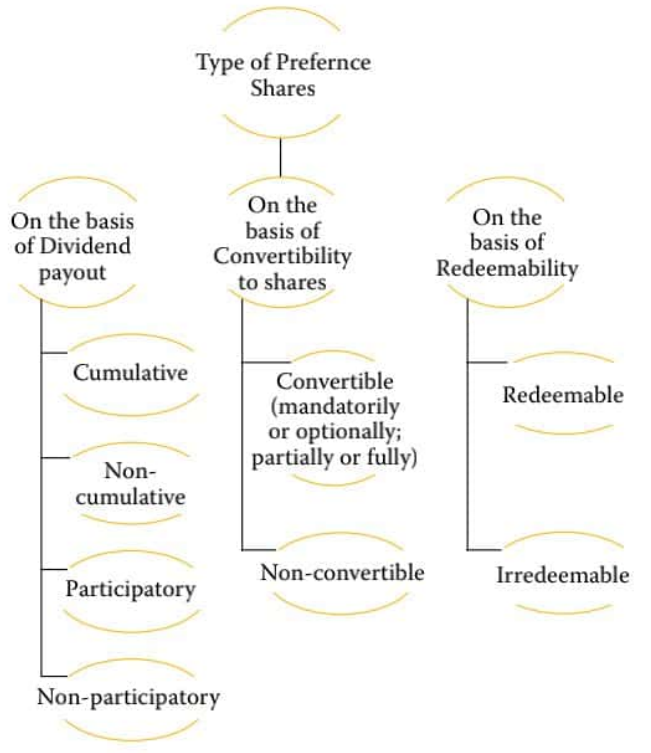 Type of Prefernce
Shares
On the basis
of Dividend
payout
Cumulative
Non-
cumulative
Participatory
Non-participatory
On the
basis of
Convertibility
to shares
Convertible
(mandatorily
or optionally;
partially or fully)
Non-convertible
On the
basis of
Redeemability
Redeemable
Irredeemable